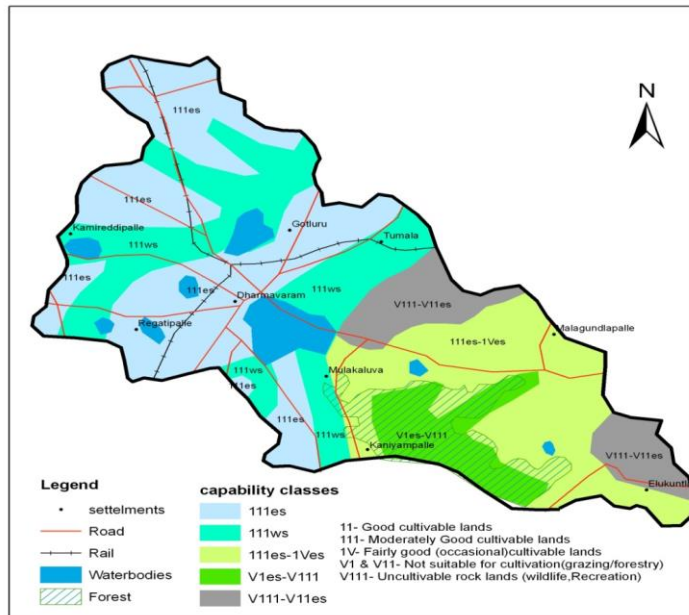 N
111es
111es
Kamireddipalle
Gotluru
Tumala
111ws
111es
111es
Dharmavaram
111ws
V111-V11es
Regatipalle
111es-1Ves
Malagundlapalle
111ws
111es
Mulakaluva
111es
111ws
V1es-V111
Kaniyampalle
V111-V11es
Elukuntla
Legend
settelments
Road
Rail
Waterbodies
Forest
capability classes
111es
111ws
111es-1Ves
V1es-V111
V111-V11es
11- Good cultivable lands
111- Moderately Good cultivable lands
1V- Fairly good (occasional)cultivable lands
V1 & V11- Not suitable for cultivation(grazing/forestry)
V111- Uncultivable rock lands (wildlife,Recreation)